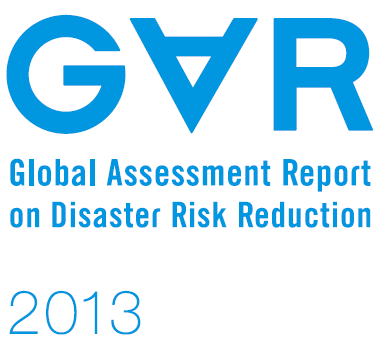 GAR
Global Assessment Report
on Disaster Risk Reduction
2013